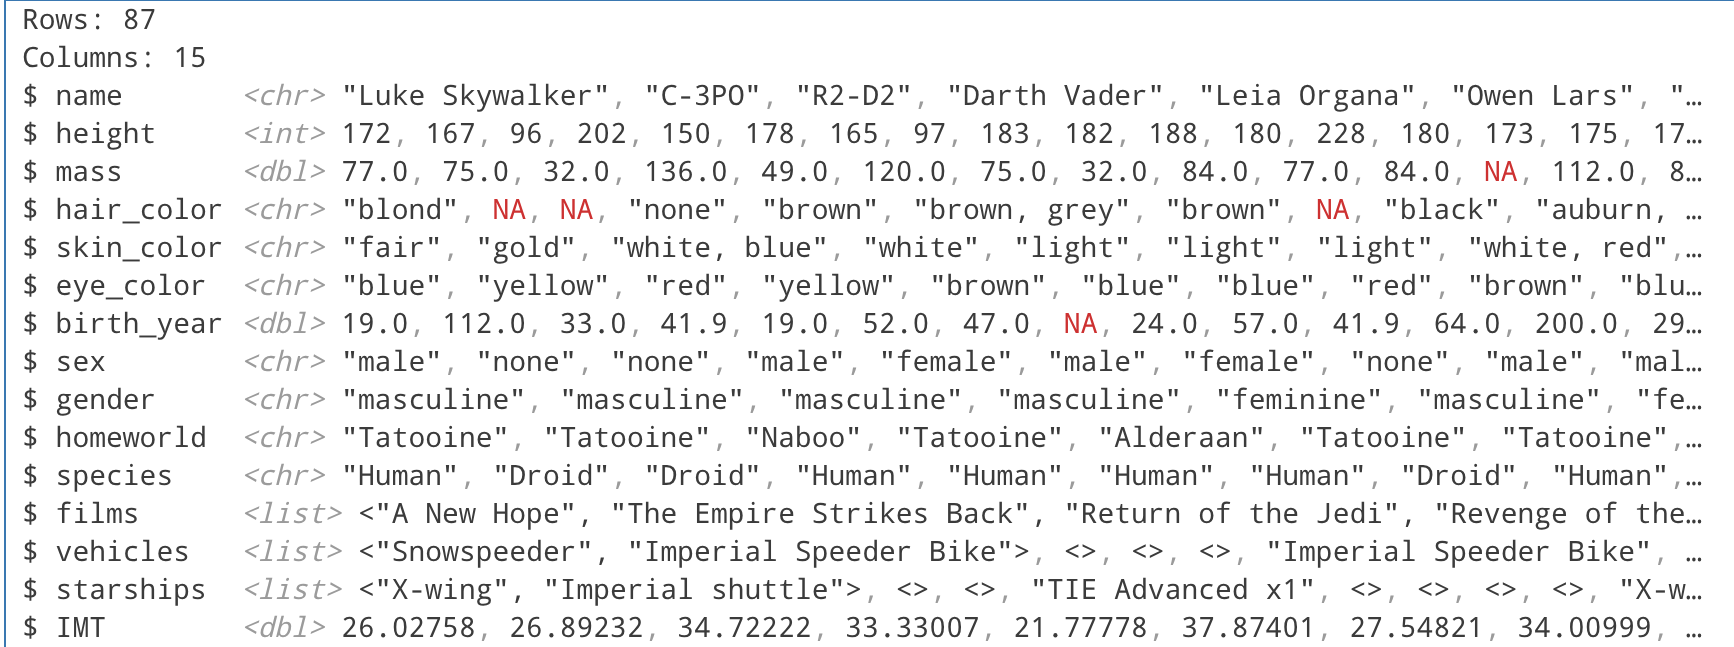 Rows: 87
Columns: 15
$ name       <chr> "Luke Skywalker", "C-3PO", "R2-D2", "Darth Vader", "Leia Organa", "Owen Lars", "…
$ height     <int> 172, 167, 96, 202, 150, 178, 165, 97, 183, 182, 188, 180, 228, 180, 173, 175, 17…
$ mass       <dbl> 77.0, 75.0, 32.0, 136.0, 49.0, 120.0, 75.0, 32.0, 84.0, 77.0, 84.0, NA, 112.0, 8…
$ hair_color <chr> "blond", NA, NA, "none", "brown", "brown, grey", "brown", NA, "black", "auburn, …
$ skin_color <chr> "fair", "gold", "white, blue", "white", "light", "light", "light", "white, red",…
$ eye_color  <chr> "blue", "yellow", "red", "yellow", "brown", "blue", "blue", "red", "brown", "blu…
$ birth_year <dbl> 19.0, 112.0, 33.0, 41.9, 19.0, 52.0, 47.0, NA, 24.0, 57.0, 41.9, 64.0, 200.0, 29…
$ sex        <chr> "male", "none", "none", "male", "female", "male", "female", "none", "male", "mal…
$ gender     <chr> "masculine", "masculine", "masculine", "masculine", "feminine", "masculine", "fe…
$ homeworld  <chr> "Tatooine", "Tatooine", "Naboo", "Tatooine", "Alderaan", "Tatooine", "Tatooine",…
$ species    <chr> "Human", "Droid", "Droid", "Human", "Human", "Human", "Human", "Droid", "Human",…
$ films      <list> <"A New Hope", "The Empire Strikes Back", "Return of the Jedi", "Revenge of the…
$ vehicles   <list> <"Snowspeeder", "Imperial Speeder Bike">, <>, <>, <>, "Imperial Speeder Bike", …
$ starships  <list> <"X-wing", "Imperial shuttle">, <>, <>, "TIE Advanced x1", <>, <>, <>, <>, "X-w…
$ IMT        <dbl> 26.02758, 26.89232, 34.72222, 33.33007, 21.77778, 37.87401, 27.54821, 34.00999, …